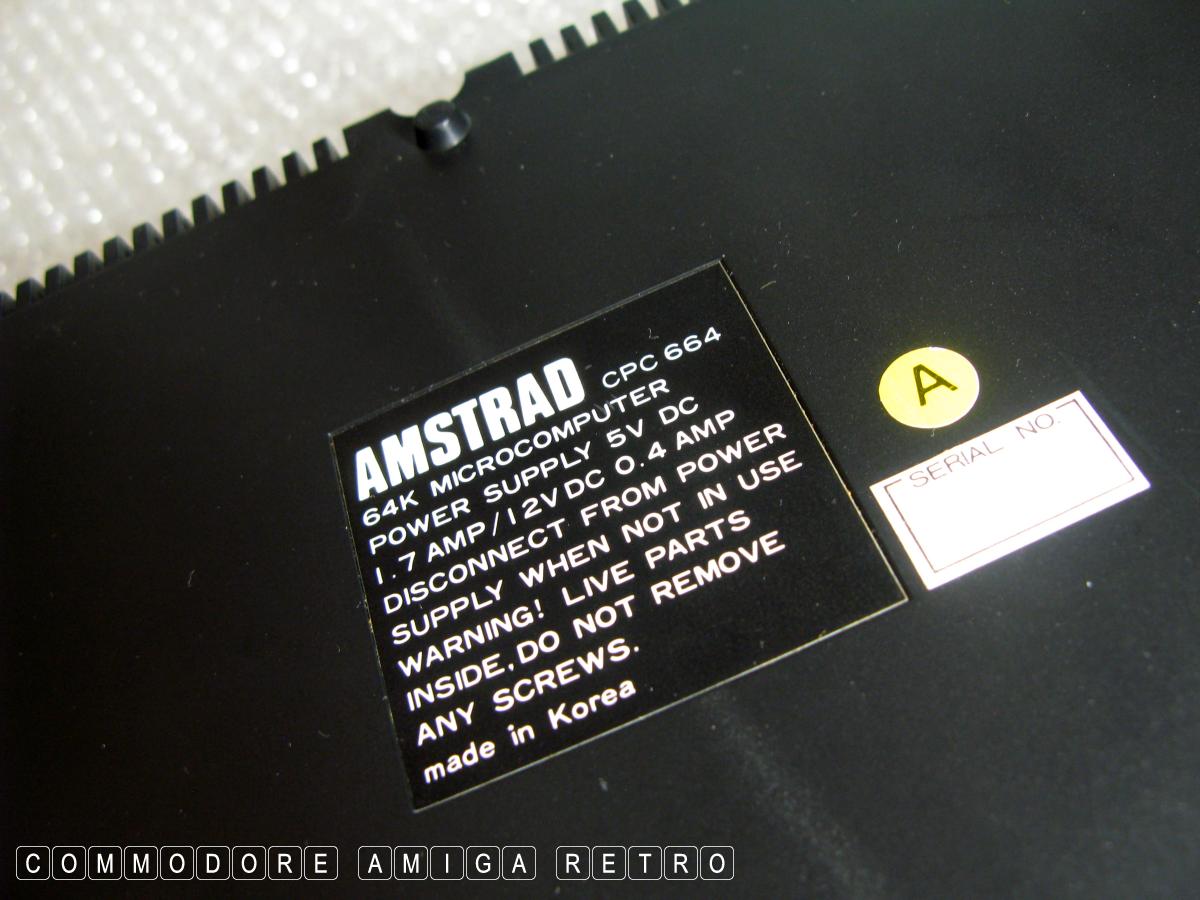 AMSTRAD CPC 664
64K MICROCOMPUTER
POWER SUPPLY 5V DC
1.7 AMP/12V DC 0.4 AMP
DISCONNECT FROM POWER
SUPPLY WHEN NOT IN USE
WARNING! LIVE PARTS
INSIDE, DO NOT REMOVE
ANY SCREWS.
made in Korea
A
SERIAL NO.
COMMODORE AMIGA RETRO